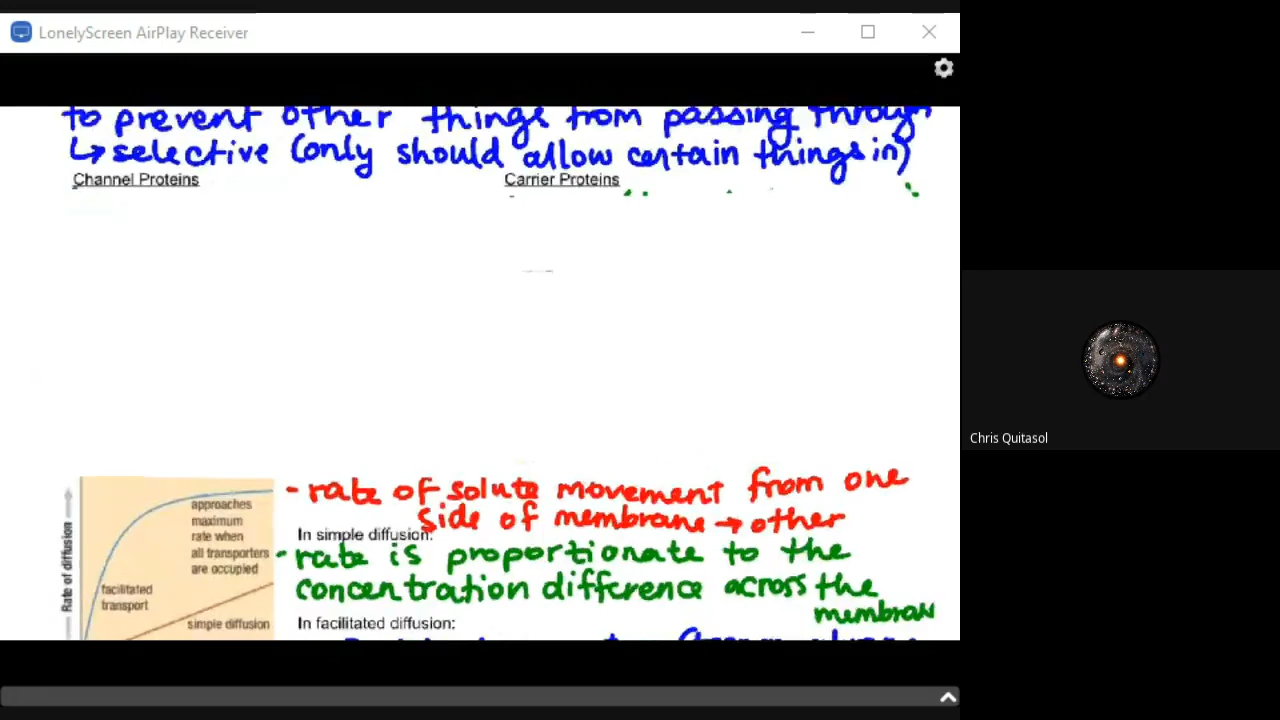 LonelyScreen AirPlay Receiver
to prevent other things from passing through
↳ selective (only should allow certain things in)
Channel Proteins
Carrier Proteins
- rate of solute movement from one
side of membrane → other
In simple diffusion:
- rate is proportionate to the
concentration difference across the
membran
In facilitated diffusion:
Rate of diffusion
approaches
maximum
rate when
all transporters
are occupied
facilitated
transport
simple diffusion
Chris Quitasol